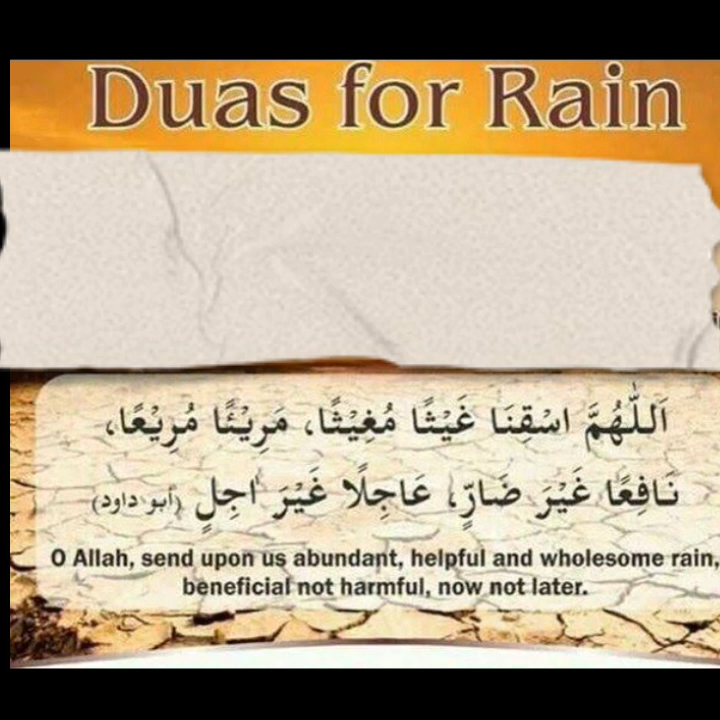 Duas for Rain
اَللّٰهُمَّ اسْقِنَا غَيْثًا مُغِيْثًا، مَرِيْئًا مُرِيْعًا،
نَافِعًا غَيْرَ ضَارٍّ، عَاجِلًا غَيْرَ اٰجِلٍ (أبو داود)
O Allah, send upon us abundant, helpful and wholesome rain,
beneficial not harmful, now not later.